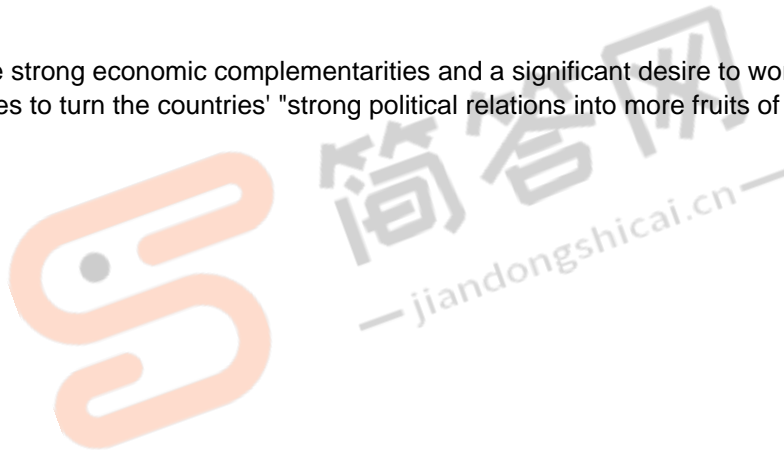 e strong economic complementarities and a significant desire to wor
es to turn the countries' "strong political relations into more fruits of
简答网
jiandongshicai.cn